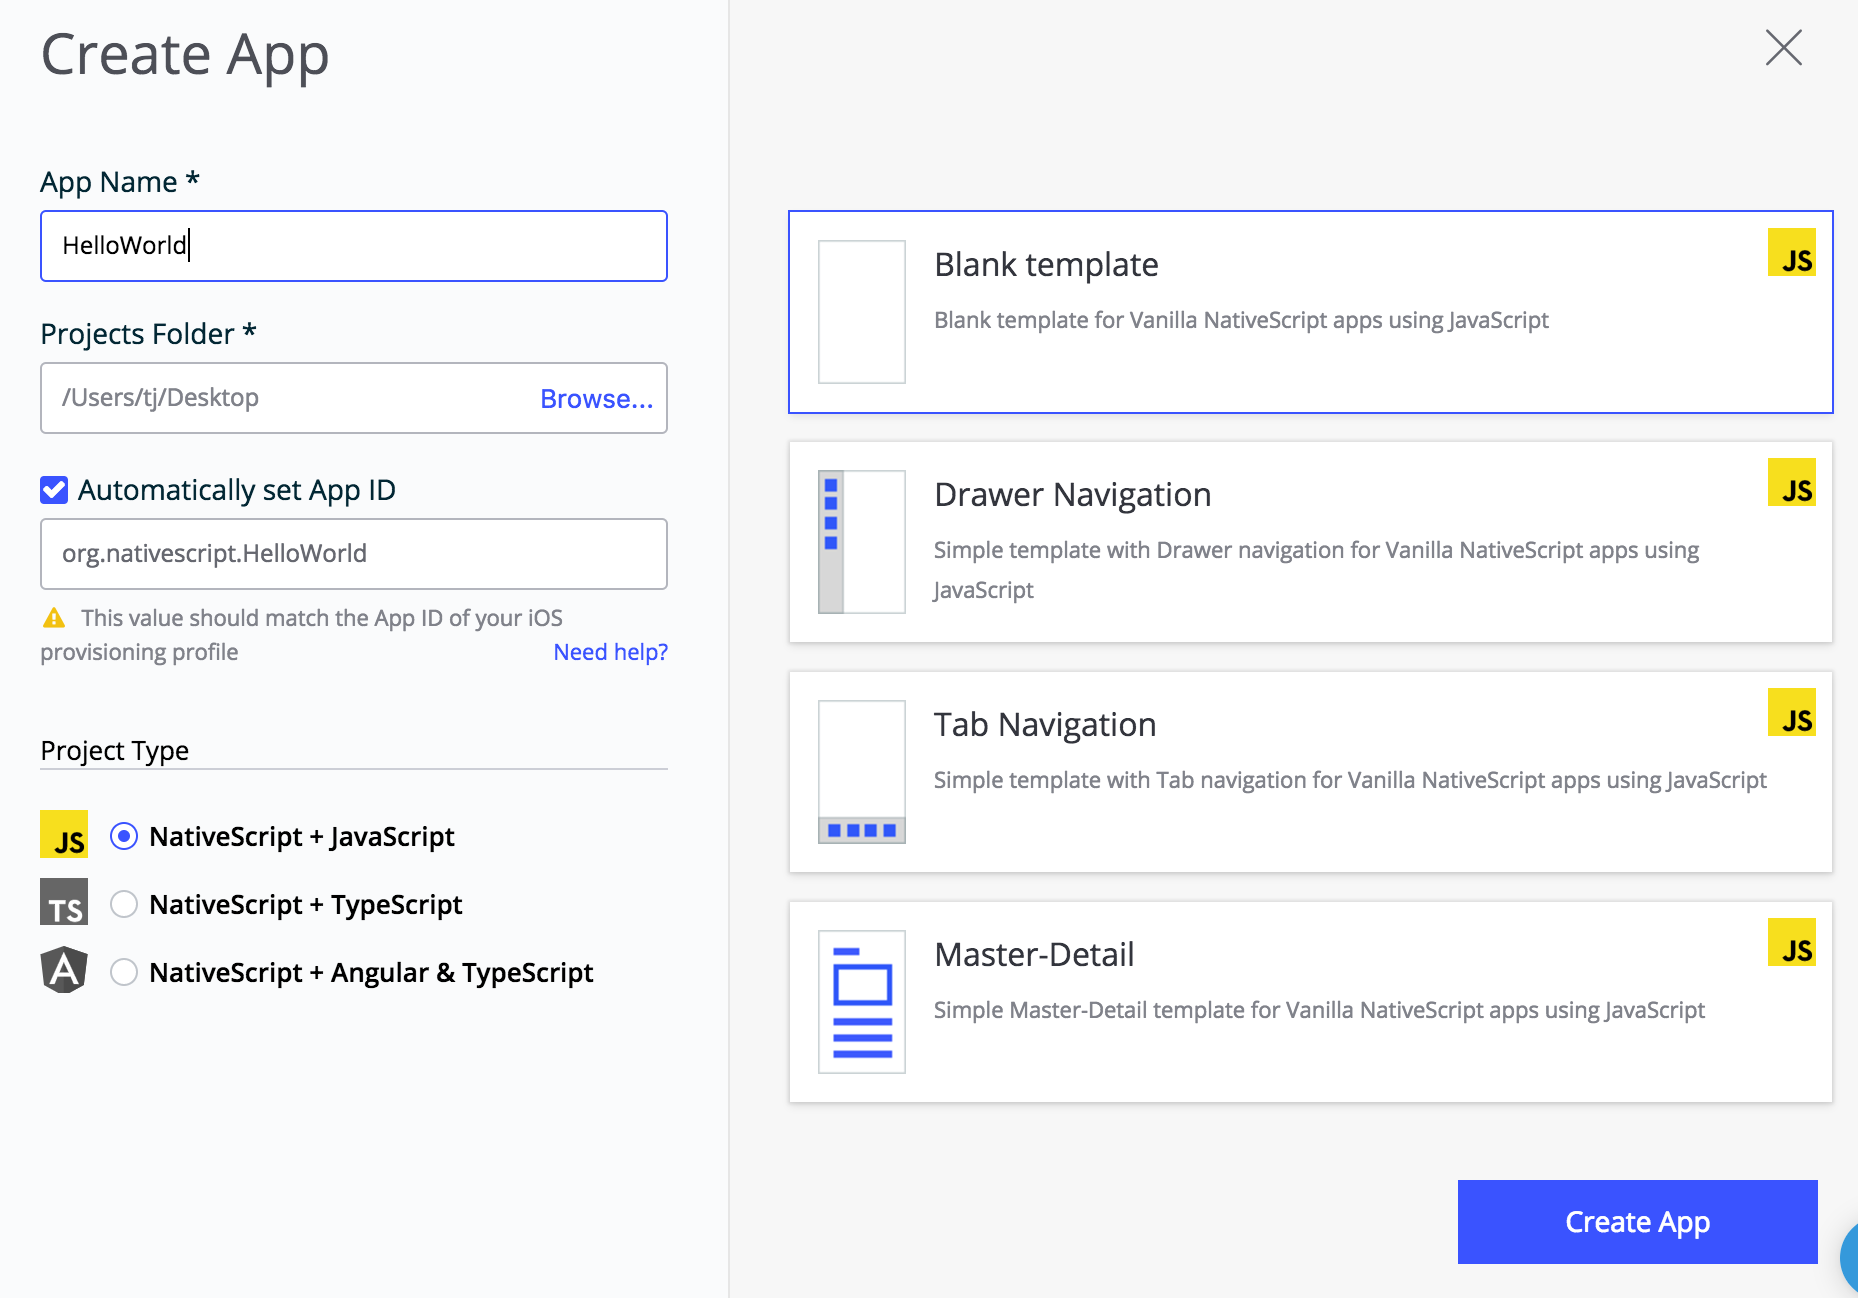 Create App
App Name *
HelloWorld
Projects Folder *
/Users/tj/Desktop
Browse...
Automatically set App ID
org.nativescript.HelloWorld
This value should match the App ID of your iOS
provisioning profile
Need help?
Project Type
JS
NativeScript + JavaScript
TS
NativeScript + TypeScript
A
NativeScript + Angular & TypeScript
Blank template
JS
Blank template for Vanilla NativeScript apps using JavaScript
Drawer Navigation
JS
Simple template with Drawer navigation for Vanilla NativeScript apps using
JavaScript
Tab Navigation
JS
Simple template with Tab navigation for Vanilla NativeScript apps using JavaScript
Master-Detail
JS
Simple Master-Detail template for Vanilla NativeScript apps using JavaScript
Create App